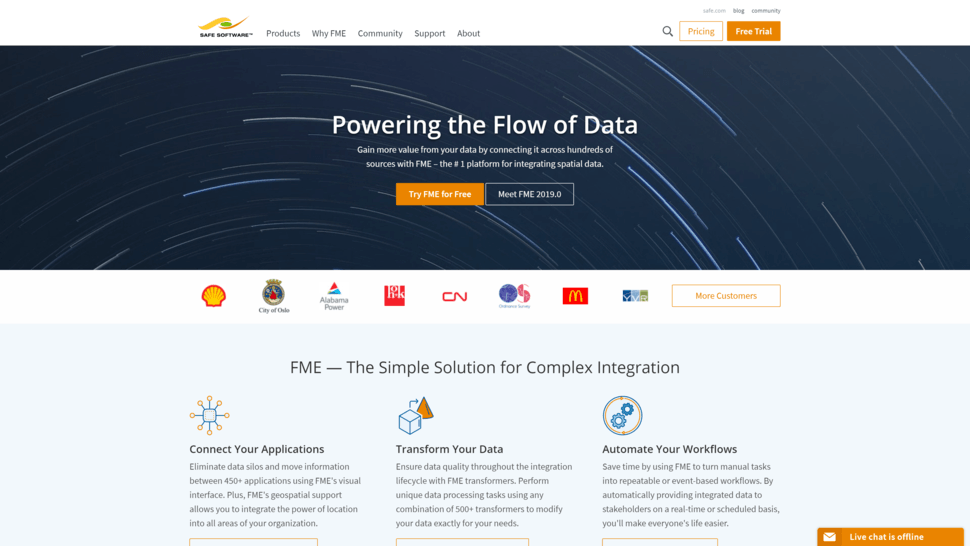 safe.com blog community
SAFE SOFTWARE™
Products Why FME Community Support About
Pricing Free Trial
Powering the Flow of Data
Gain more value from your data by connecting it across hundreds of
sources with FME – the # 1 platform for integrating spatial data.
Try FME for Free Meet FME 2019.0
City of Oslo
Alabama
Power
CN
Ordnance Survey
YVR
More Customers
FME — The Simple Solution for Complex Integration
Connect Your Applications
Eliminate data silos and move information
between 450+ applications using FME's visual
interface. Plus, FME's geospatial support
allows you to integrate the power of location
into all areas of your organization.
Transform Your Data
Ensure data quality throughout the integration
lifecycle with FME transformers. Perform
unique data processing tasks using any
combination of 500+ transformers to modify
your data exactly for your needs.
Automate Your Workflows
Save time by using FME to turn manual tasks
into repeatable or event-based workflows. By
automatically providing integrated data to
stakeholders on a real-time or scheduled basis,
you'll make everyone's life easier.
Live chat is offline